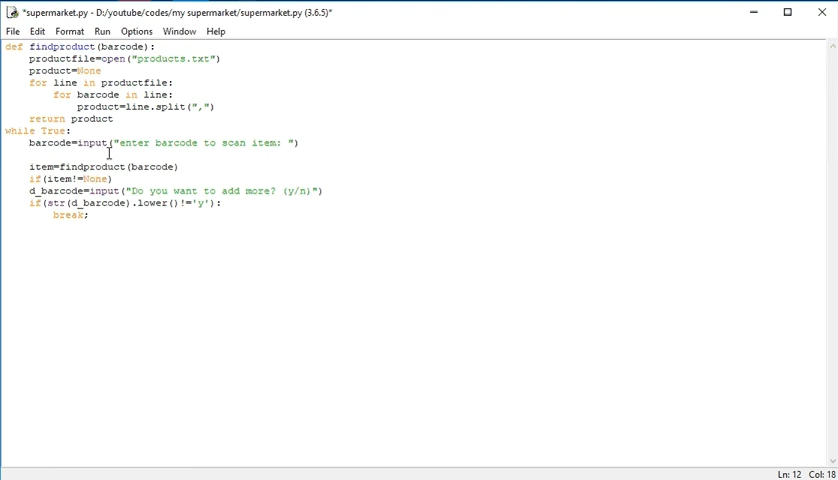 *supermarket.py - D:/youtube/codes/my supermarket/supermarket.py (3.6.5)*
File Edit Format Run Options Window Help
def findproduct(barcode):
    productfile=open("products.txt")
    product=None
    for line in productfile:
        for barcode in line:
            product=line.split(",")
    return product
while True:
    barcode=input("enter barcode to scan item: ")
    item=findproduct(barcode)
    if(item!=None)
    d_barcode=input("Do you want to add more? (y/n)")
    if(str(d_barcode).lower()!='y'):
        break;
Ln: 12 Col: 18